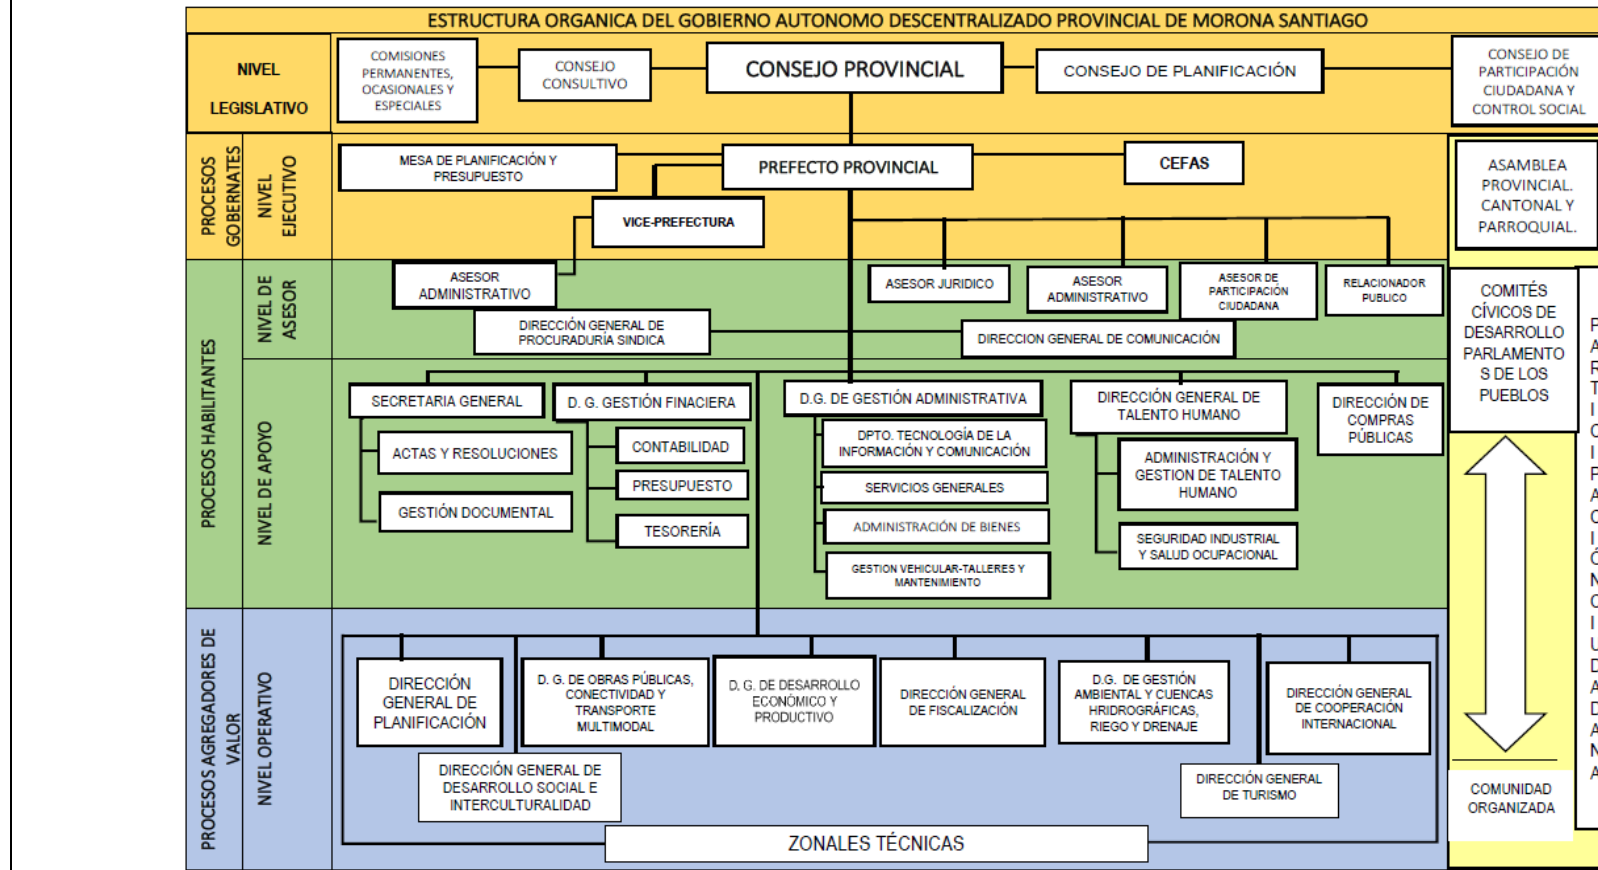 ESTRUCTURA ORGANICA DEL GOBIERNO AUTONOMO DESCENTRALIZADO PROVINCIAL DE MORONA SANTIAGO
NIVEL
LEGISLATIVO
COMISIONES
PERMANENTES,
OCASIONALES Y
ESPECIALES
CONSEJO
CONSULTIVO
CONSEJO PROVINCIAL
CONSEJO DE PLANIFICACIÓN
CONSEJO DE
PARTICIPACIÓN
CIUDADANA Y
CONTROL SOCIAL
PROCESOS
GOBERNATES
NIVEL
EJECUTIVO
MESA DE PLANIFICACIÓN Y
PRESUPUESTO
PREFECTO PROVINCIAL
CEFAS
VICE-PREFECTURA
ASAMBLEA
PROVINCIAL.
CANTONAL Y
PARROQUIAL.
PROCESOS HABILITANTES
NIVEL DE
ASESOR
ASESOR
ADMINISTRATIVO
ASESOR JURIDICO
ASESOR
ADMINISTRATIVO
ASESOR DE
PARTICIPACIÓN
CIUDADANA
RELACIONADOR
PUBLICO
DIRECCIÓN GENERAL DE
PROCURADURÍA SINDICA
DIRECCION GENERAL DE COMUNICACIÓN
COMITÉS
CÍVICOS DE
DESARROLLO
PARLAMENTO
S DE LOS
PUEBLOS
NIVEL DE APOYO
SECRETARIA GENERAL
ACTAS Y RESOLUCIONES
GESTIÓN DOCUMENTAL
D. G. GESTIÓN FINACIERA
CONTABILIDAD
PRESUPUESTO
TESORERÍA
D.G. DE GESTIÓN ADMINISTRATIVA
DPTO. TECNOLOGÍA DE LA
INFORMACIÓN Y COMUNICACIÓN
SERVICIOS GENERALES
ADMINISTRACIÓN DE BIENES
GESTION VEHICULAR-TALLERES Y
MANTENIMIENTO
DIRECCIÓN GENERAL DE
TALENTO HUMANO
ADMINISTRACIÓN Y
GESTION DE TALENTO
HUMANO
SEGURIDAD INDUSTRIAL
Y SALUD OCUPACIONAL
DIRECCIÓN DE
COMPRAS
PÚBLICAS
PROCESOS AGREGADORES DE
VALOR
NIVEL OPERATIVO
DIRECCIÓN
GENERAL DE
PLANIFICACIÓN
D. G. DE OBRAS PÚBLICAS,
CONECTIVIDAD Y
TRANSPORTE
MULTIMODAL
D. G. DE DESARROLLO
ECONÓMICO Y
PRODUCTIVO
DIRECCIÓN GENERAL
DE FISCALIZACIÓN
D.G. DE GESTIÓN
AMBIENTAL Y CUENCAS
HRIDROGRÁFICAS,
RIEGO Y DRENAJE
DIRECCIÓN GENERAL
DE COOPERACIÓN
INTERNACIONAL
DIRECCIÓN GENERAL DE
DESARROLLO SOCIAL E
INTERCULTURALIDAD
DIRECCIÓN GENERAL
DE TURISMO
ZONALES TÉCNICAS
COMUNIDAD
ORGANIZADA
P
A
R
T
I
C
I
P
A
C
I
Ó
N
C
I
U
D
A
D
A
N
A